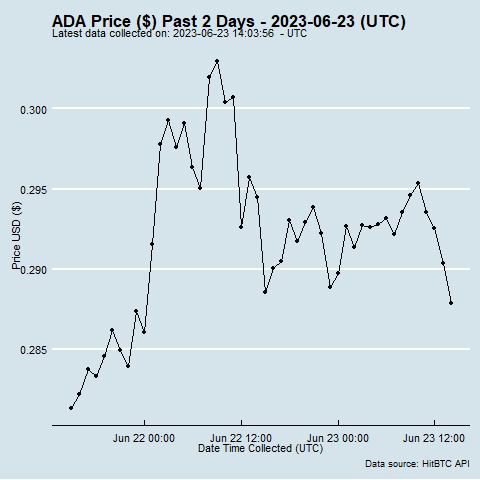 ADA Price ($) Past 2 Days - 2023-06-23 (UTC)
Latest data collected on: 2023-06-23 14:03:56 - UTC
0.300
0.295
0.290
0.285
Price USD ($)
Jun 22 00:00 Jun 22 12:00 Jun 23 00:00 Jun 23 12:00
Date Time Collected (UTC)
Data source: HitBTC API